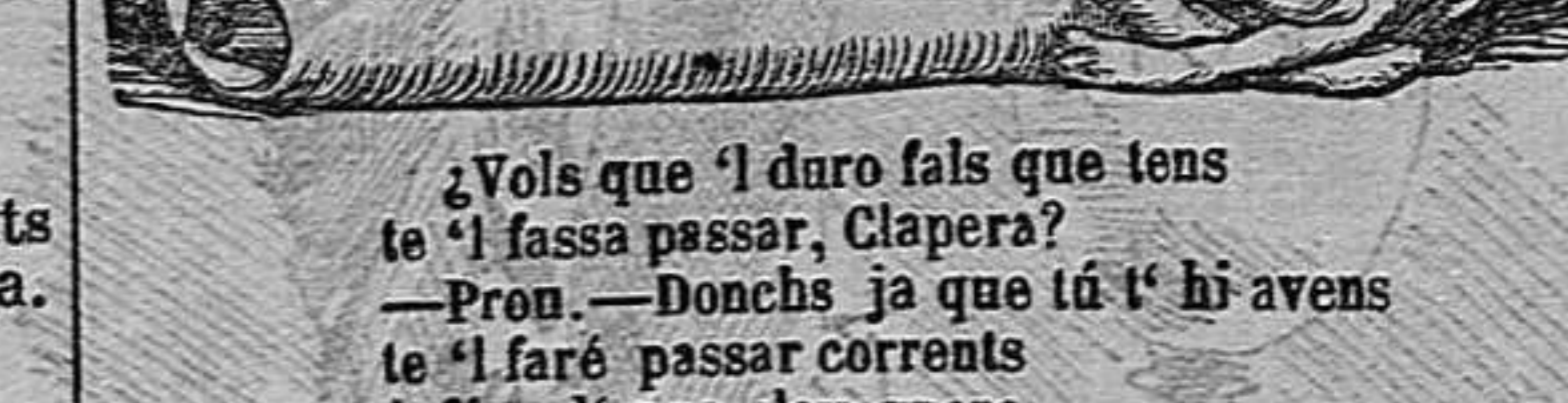 ts
a.
¿Vols que ‘l duro fals que tens
te ‘l fassa passar, Clapera?
—Prou.—Donchs ja que tú t‘ hi avens
te ‘l faré passar corrents